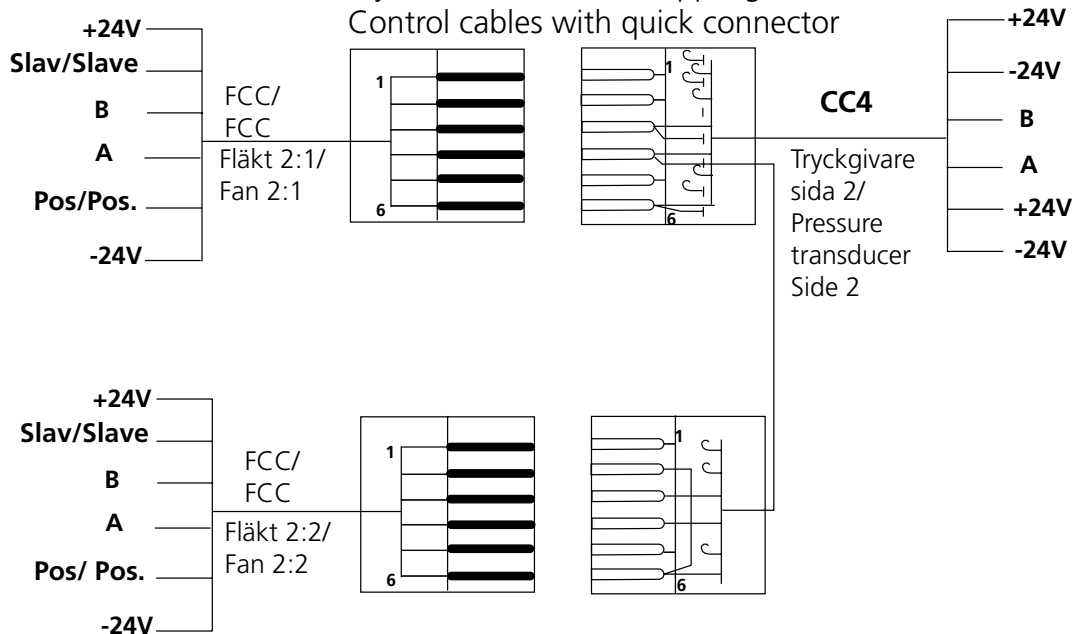 Control cables with quick connector
+24V
Slav/Slave
B
A
Pos/Pos.
-24V
FCC/
FCC
Fläkt 2:1/
Fan 2:1
1
6
1
6
CC4
Tryckgivare
sida 2/
Pressure
transducer
Side 2
+24V
-24V
B
A
+24V
-24V
+24V
Slav/Slave
B
A
Pos/ Pos.
-24V
FCC/
FCC
Fläkt 2:2/
Fan 2:2
1
6
1
6